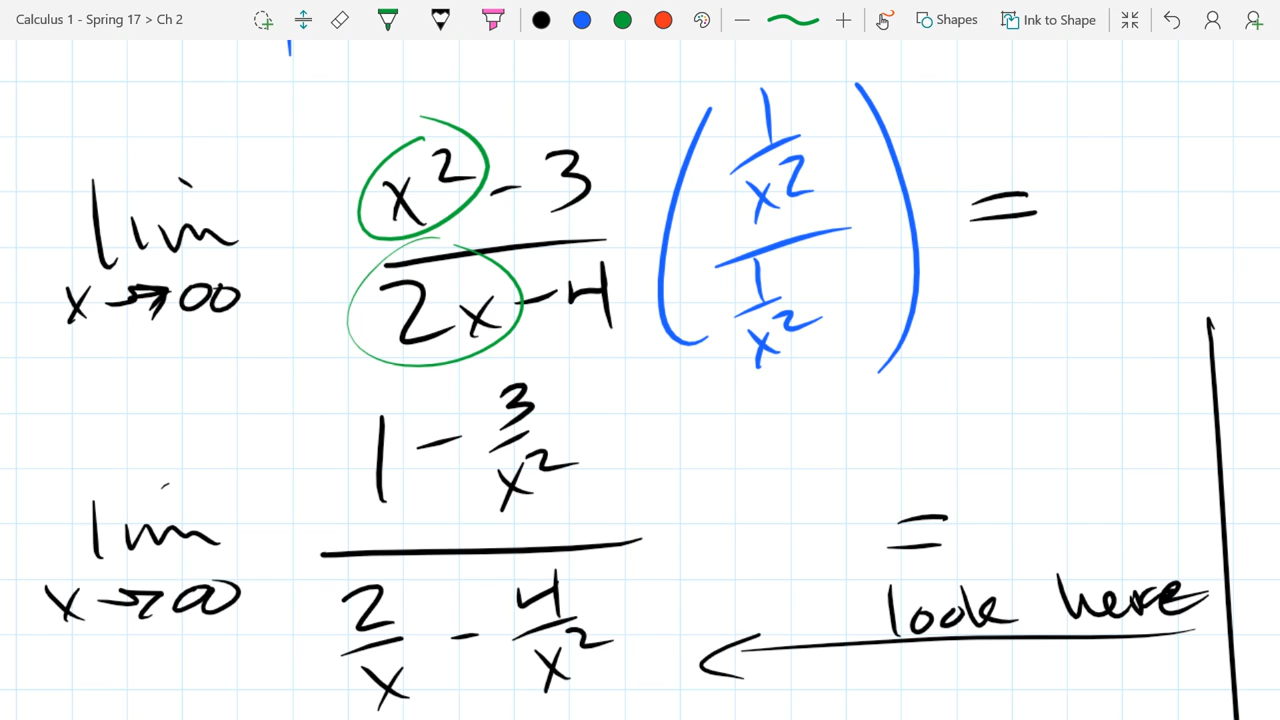 Calculus 1 - Spring 17 > Ch 2
Shapes
Ink to Shape
lim x→∞ (x² - 3)/(2x - 4) ((1/x²)/(1/x²)) =
lim x→∞ (1 - 3/x²)/(2/x - 4/x²) =
look here